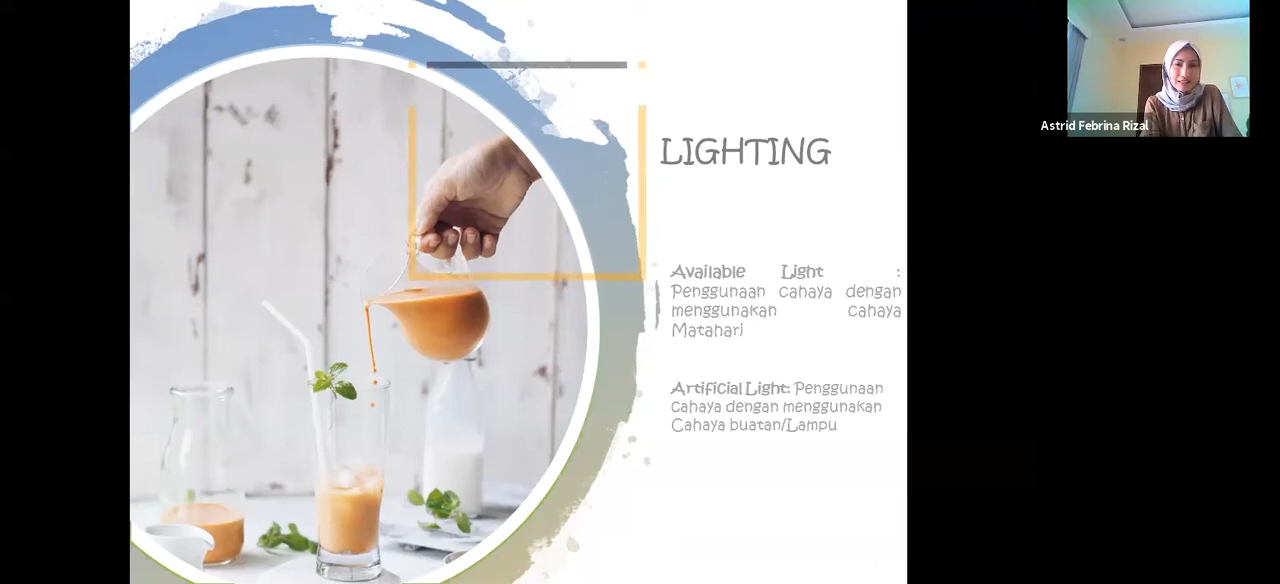 LIGHTING
Available Light :
Penggunaan cahaya dengan
menggunakan cahaya
Matahari
Artificial Light: Penggunaan
cahaya dengan menggunakan
Cahaya buatan/Lampu
Astrid Febrina Rizal